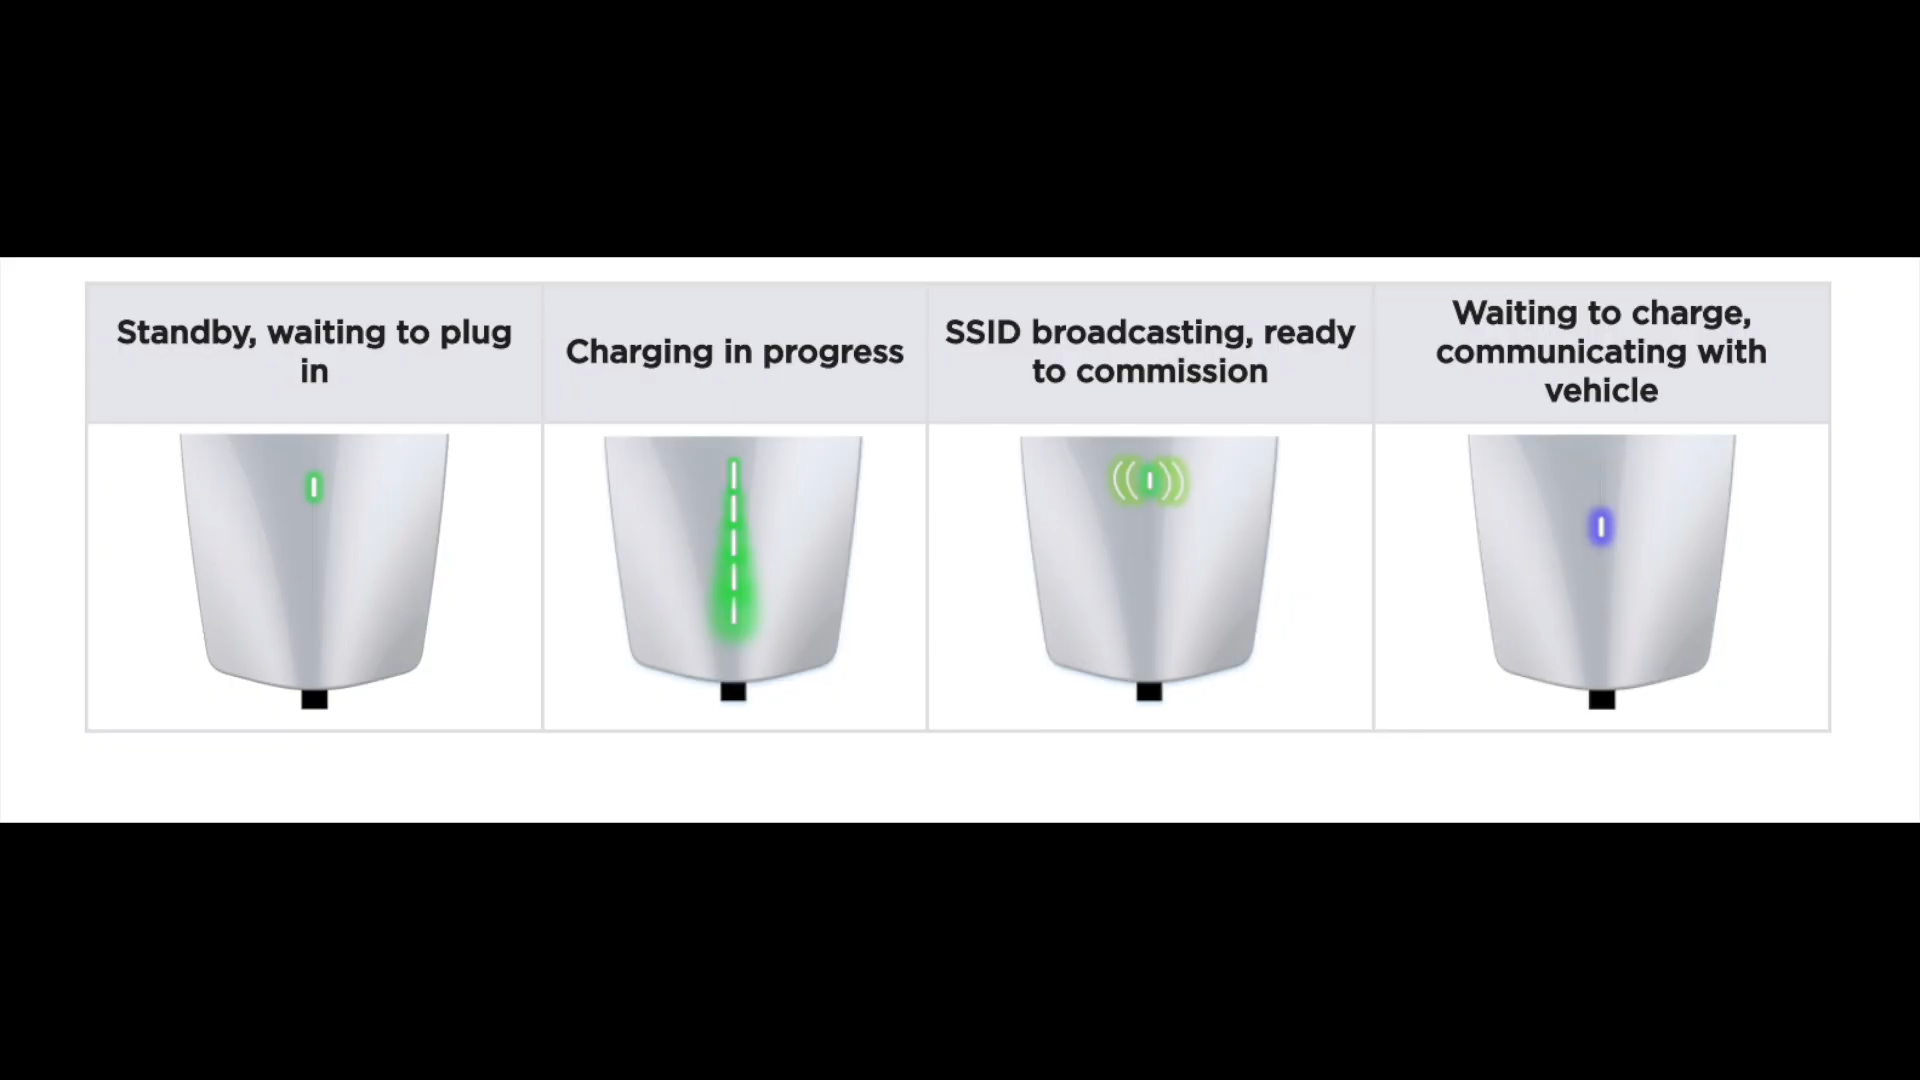 Standby, waiting to plug
in
Charging in progress
SSID broadcasting, ready
to commission
Waiting to charge,
communicating with
vehicle